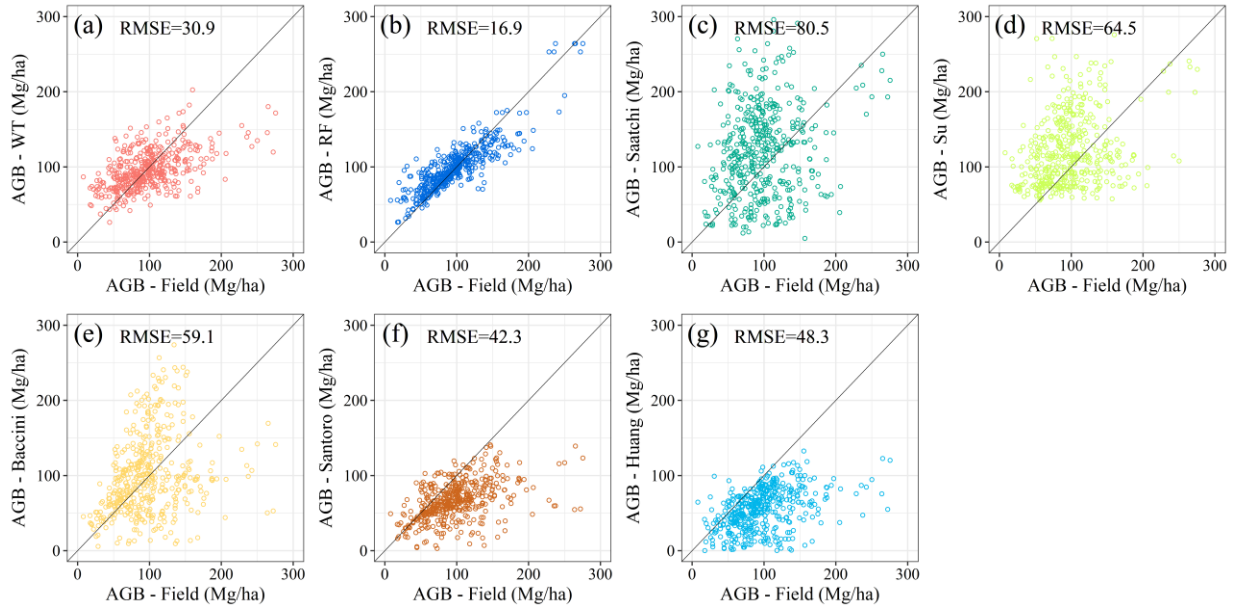 (a) RMSE=30.9
AGB - WT (Mg/ha)
300
200
100
0
0 100 200 300
AGB - Field (Mg/ha)
(b) RMSE=16.9
AGB - RF (Mg/ha)
300
200
100
0
0 100 200 300
AGB - Field (Mg/ha)
(c) RMSE=80.5
AGB - Saatchi (Mg/ha)
300
200
100
0
0 100 200 300
AGB - Field (Mg/ha)
(d) RMSE=64.5
AGB - Su (Mg/ha)
300
200
100
0
0 100 200 300
AGB - Field (Mg/ha)
(e) RMSE=59.1
AGB - Baccini (Mg/ha)
300
200
100
0
0 100 200 300
AGB - Field (Mg/ha)
(f) RMSE=42.3
AGB - Santoro (Mg/ha)
300
200
100
0
0 100 200 300
AGB - Field (Mg/ha)
(g) RMSE=48.3
AGB - Huang (Mg/ha)
300
200
100
0
0 100 200 300
AGB - Field (Mg/ha)